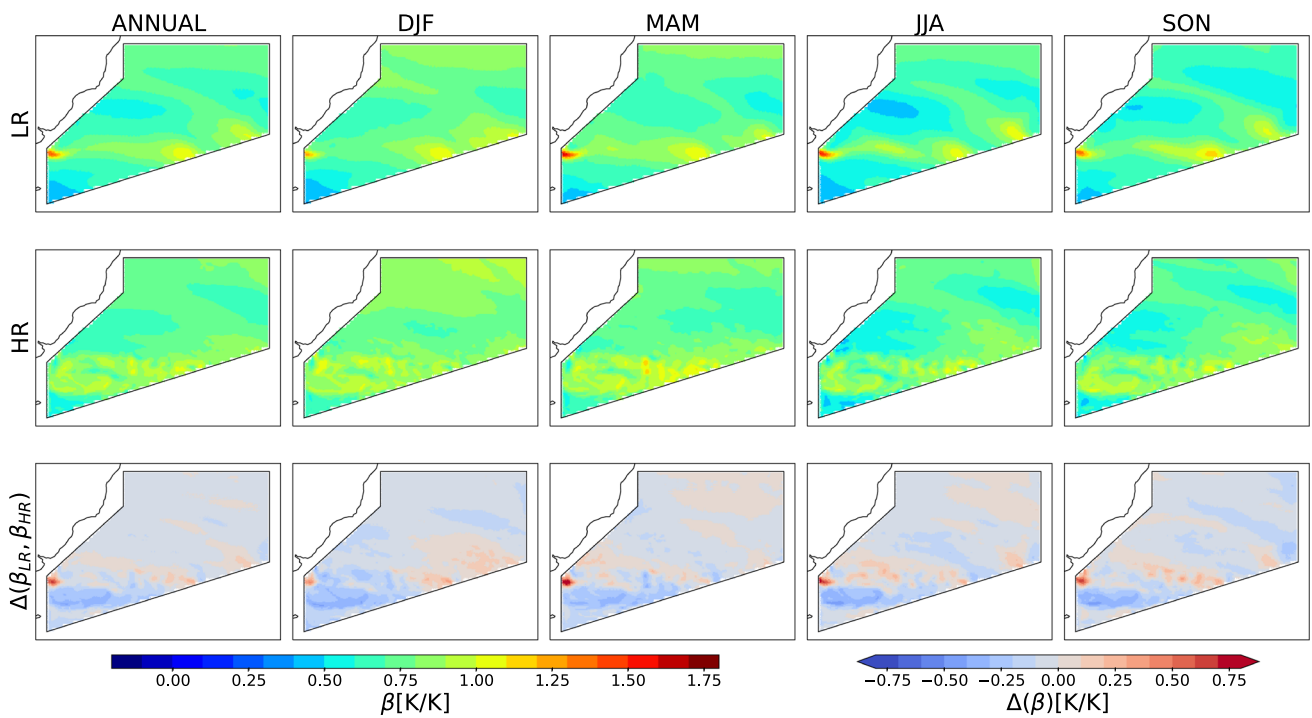 ANNUAL DJF MAM JJA SON
LR
HR
Δ(β_LR, β_HR)
0.00 0.25 0.50 0.75 1.00 1.25 1.50 1.75
β[K/K]
−0.75 −0.50 −0.25 0.00 0.25 0.50 0.75
Δ(β)[K/K]